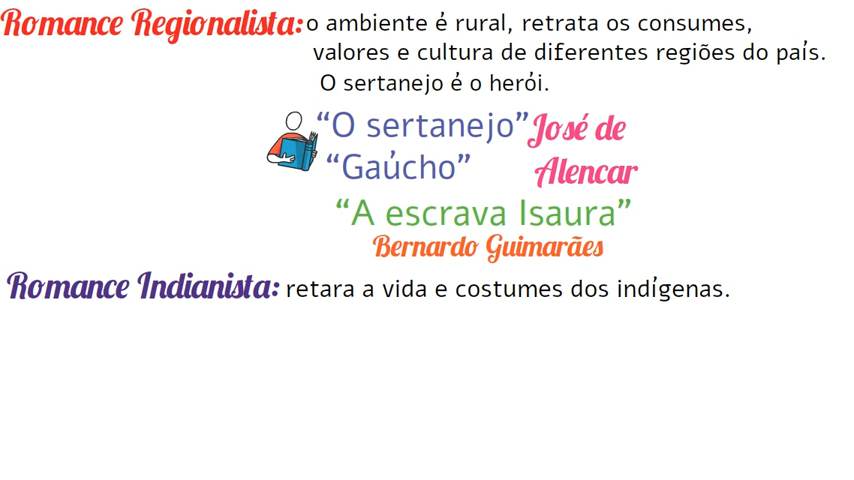 Romance Regionalista: o ambiente é rural, retrata os consumes,
valores e cultura de diferentes regiões do país.
O sertanejo é o herói.
“O sertanejo” José de
“Gaúcho” Alencar
“A escrava Isaura”
Bernardo Guimarães
Romance Indianista: retara a vida e costumes dos indígenas.